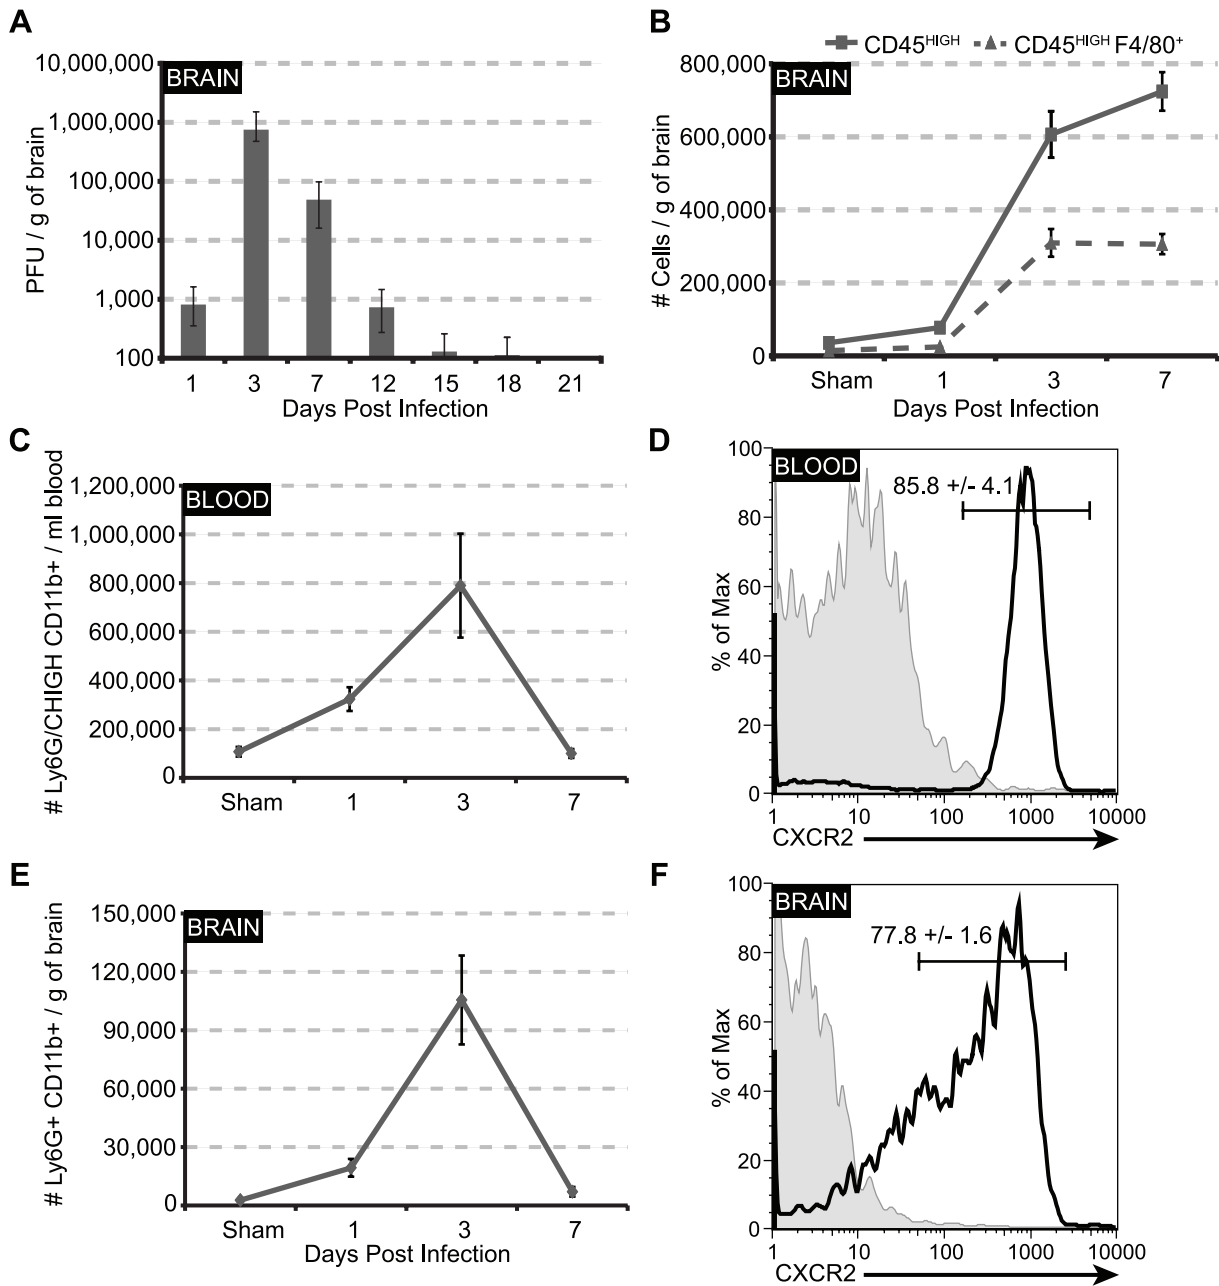 A
BRAIN
PFU / g of brain
10,000,000
1,000,000
100,000
10,000
1,000
100
1 3 7 12 15 18 21
Days Post Infection
B
CD45HIGH CD45HIGH F4/80+
BRAIN
# Cells / g of brain
800,000
600,000
400,000
200,000
0
Sham 1 3 7
Days Post Infection
C
BLOOD
# Ly6G/CHIGH CD11b+ / ml blood
1,200,000
1,000,000
800,000
600,000
400,000
200,000
0
Sham 1 3 7
D
BLOOD
85.8 +/- 4.1
% of Max
100
80
60
40
20
0
1 10 100 1000 10000
CXCR2
E
BRAIN
# Ly6G+ CD11b+ / g of brain
150,000
120,000
90,000
60,000
30,000
0
Sham 1 3 7
Days Post Infection
F
BRAIN
77.8 +/- 1.6
% of Max
100
80
60
40
20
0
1 10 100 1000 10000
CXCR2